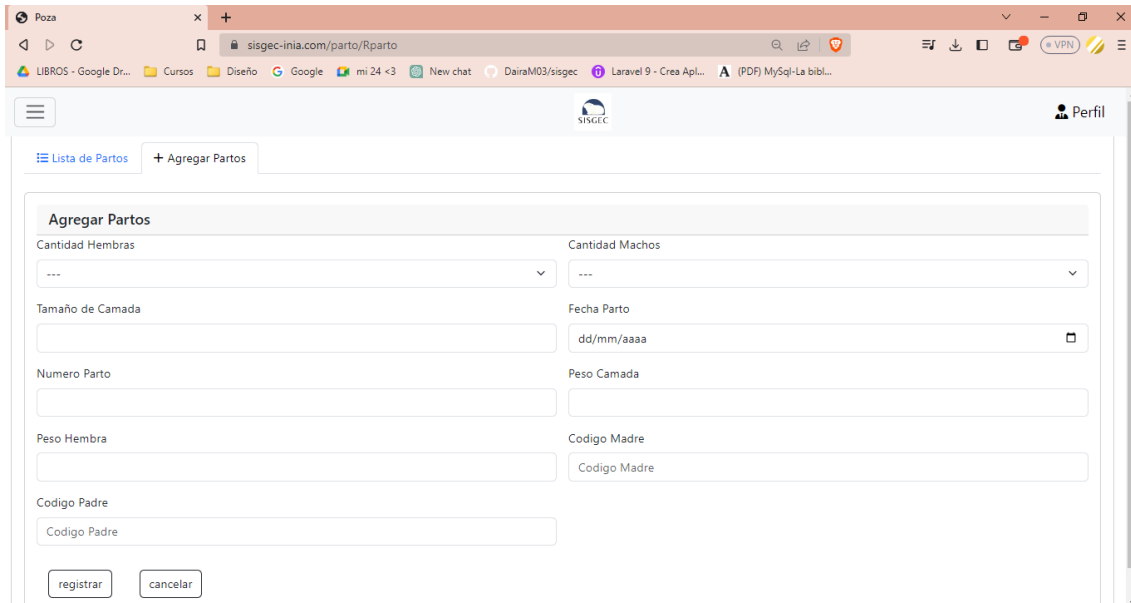 Poza
sisgec-inia.com/parto/Rparto
VPN
LIBROS - Google Dr... Cursos Diseño Google mi 24 <3 New chat DairaM03/sisgec Laravel 9 - Crea Apl... (PDF) MySql-La bibl...
SISGEC
Perfil
Lista de Partos + Agregar Partos
Agregar Partos
Cantidad Hembras Cantidad Machos
--- ---
Tamaño de Camada Fecha Parto
dd/mm/aaaa
Numero Parto Peso Camada
Peso Hembra Codigo Madre
Codigo Madre
Codigo Padre
Codigo Padre
registrar cancelar